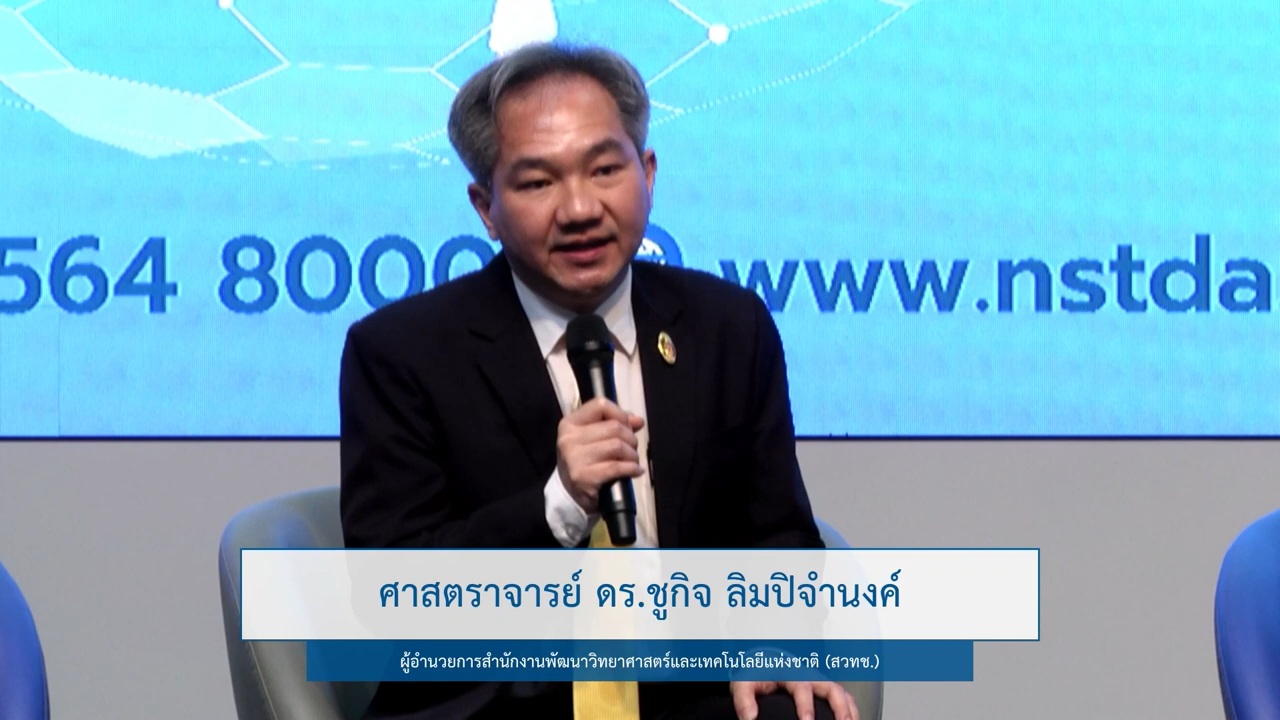 564 8000 www.nstda
ศาสตราจารย์ ดร.ชูกิจ ลิมปิจำนงค์
ผู้อำนวยการสำนักงานพัฒนาวิทยาศาสตร์และเทคโนโลยีแห่งชาติ (สวทช.)